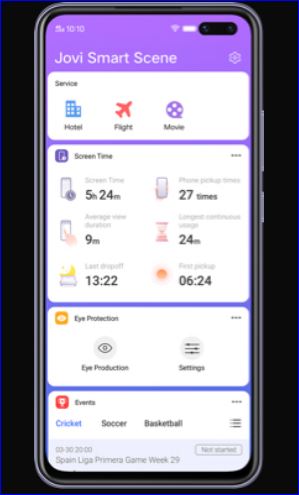 10:10
Jovi Smart Scene
Service
Hotel
Flight
Movie
Screen Time
Screen Time
5h 24m
Phone pickup times
27 times
Average view duration
9m
Longest continuous usage
24m
Last dropoff
13:22
First pickup
06:24
Eye Protection
Eye Production
Settings
Events
Cricket Soccer Basketball
03-30 20:00
Not started
Spain Liga Primera Game Week 29